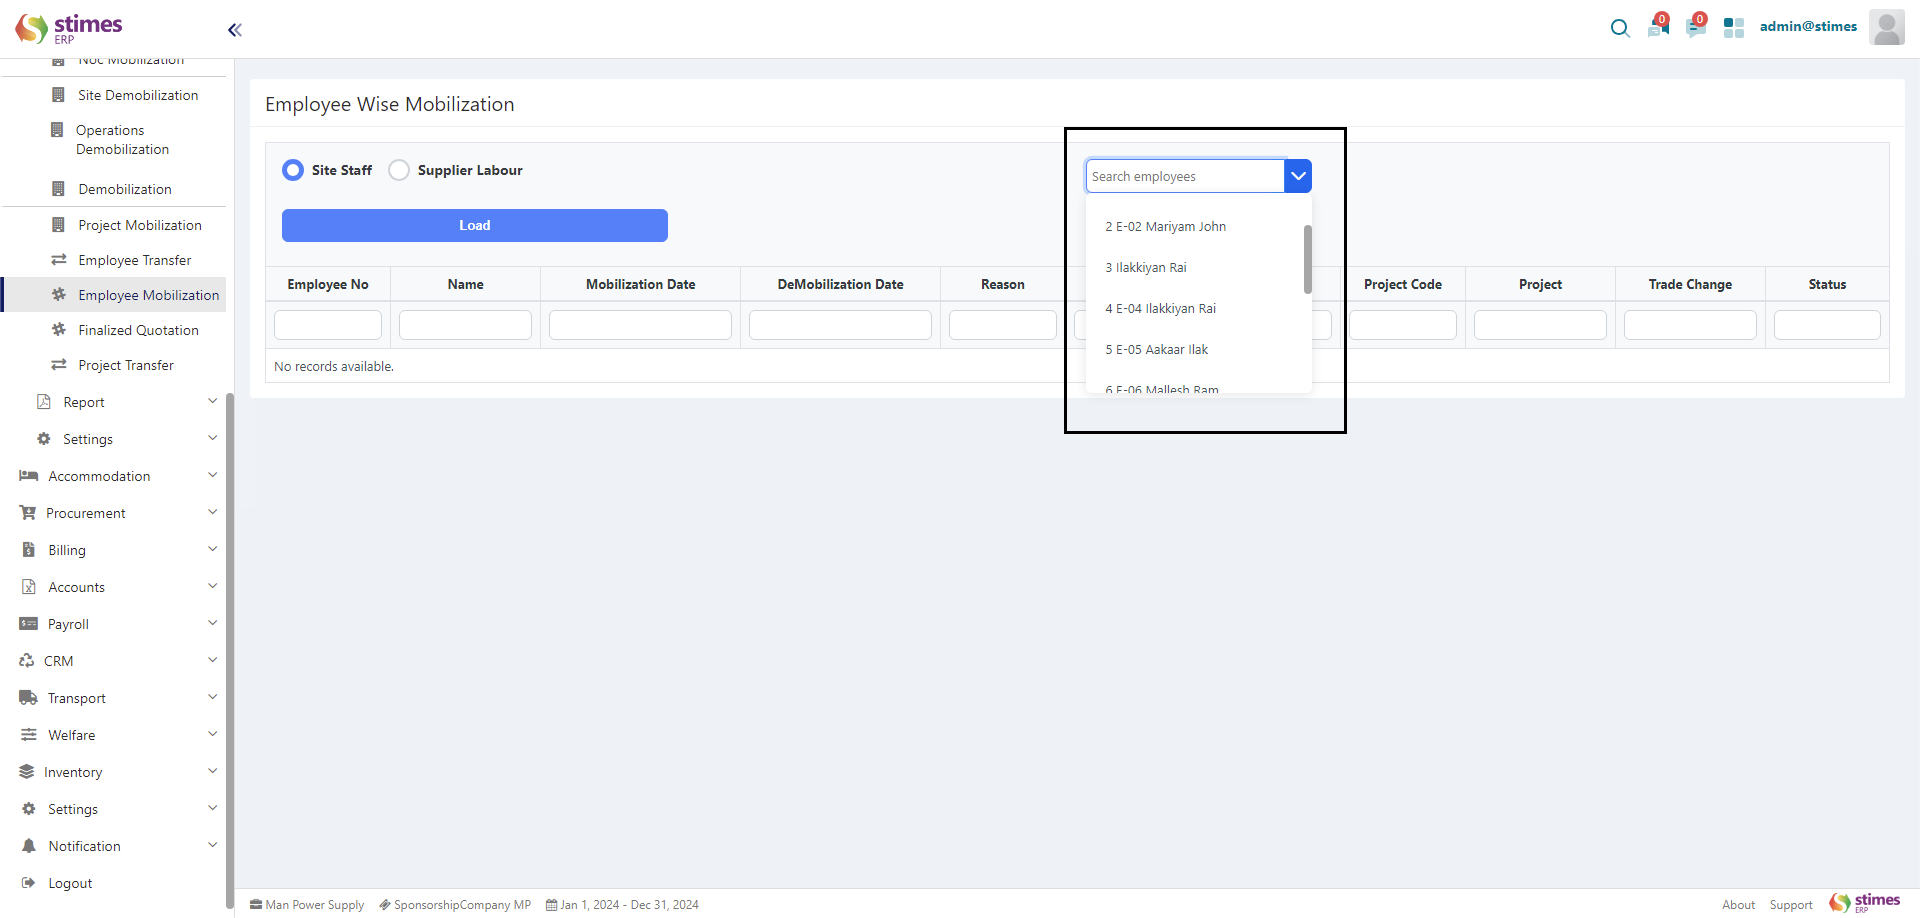 stimes
ERP
0
0
admin@stimes
Noc Mobilization
Site Demobilization
Operations
Demobilization
Demobilization
Project Mobilization
Employee Transfer
Employee Mobilization
Finalized Quotation
Project Transfer
Report
Settings
Accommodation
Procurement
Billing
Accounts
Payroll
CRM
Transport
Welfare
Inventory
Settings
Notification
Logout
Employee Wise Mobilization
Site Staff Supplier Labour
Search employees
Load
2 E-02 Mariyam John
3 Ilakkiyan Rai
4 E-04 Ilakkiyan Rai
5 E-05 Aakaar Ilak
6 E-06 Mallesh Ram
Employee No Name Mobilization Date DeMobilization Date Reason Project Code Project Trade Change Status
No records available.
Man Power Supply SponsorshipCompany MP Jan 1, 2024 - Dec 31, 2024
About Support stimes
ERP